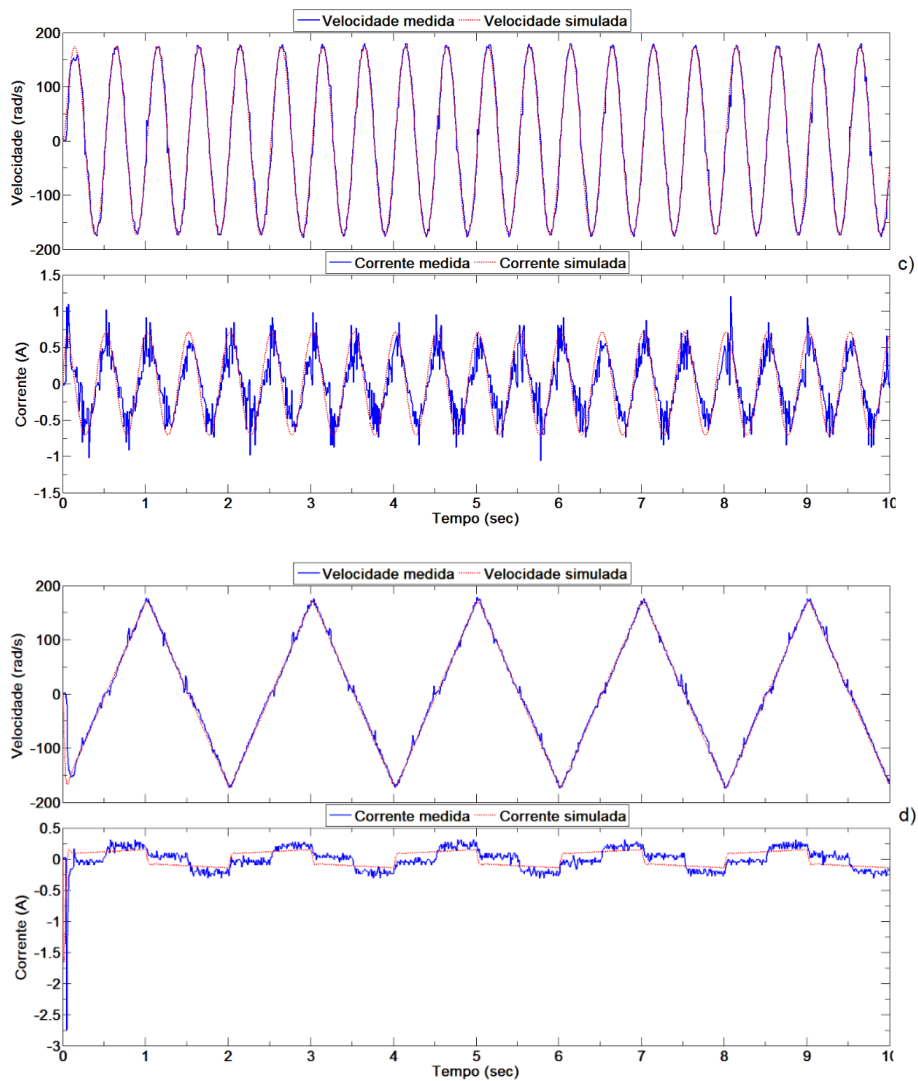 Velocidade medida Velocidade simulada
200
100
0
-100
-200
Velocidade (rad/s)
c)
Corrente medida Corrente simulada
1.5
1
0.5
0
-0.5
-1
-1.5
Corrente (A)
0 1 2 3 4 5 6 7 8 9 10
Tempo (sec)
Velocidade medida Velocidade simulada
200
100
0
-100
-200
Velocidade (rad/s)
d)
Corrente medida Corrente simulada
0.5
0
-0.5
-1
-1.5
-2
-2.5
-3
Corrente (A)
0 1 2 3 4 5 6 7 8 9 10
Tempo (sec)